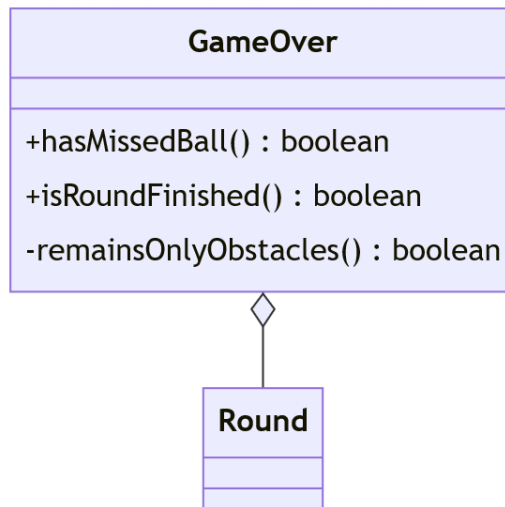 GameOver
+hasMissedBall() : boolean
+isRoundFinished() : boolean
-remainsOnlyObstacles() : boolean
Round